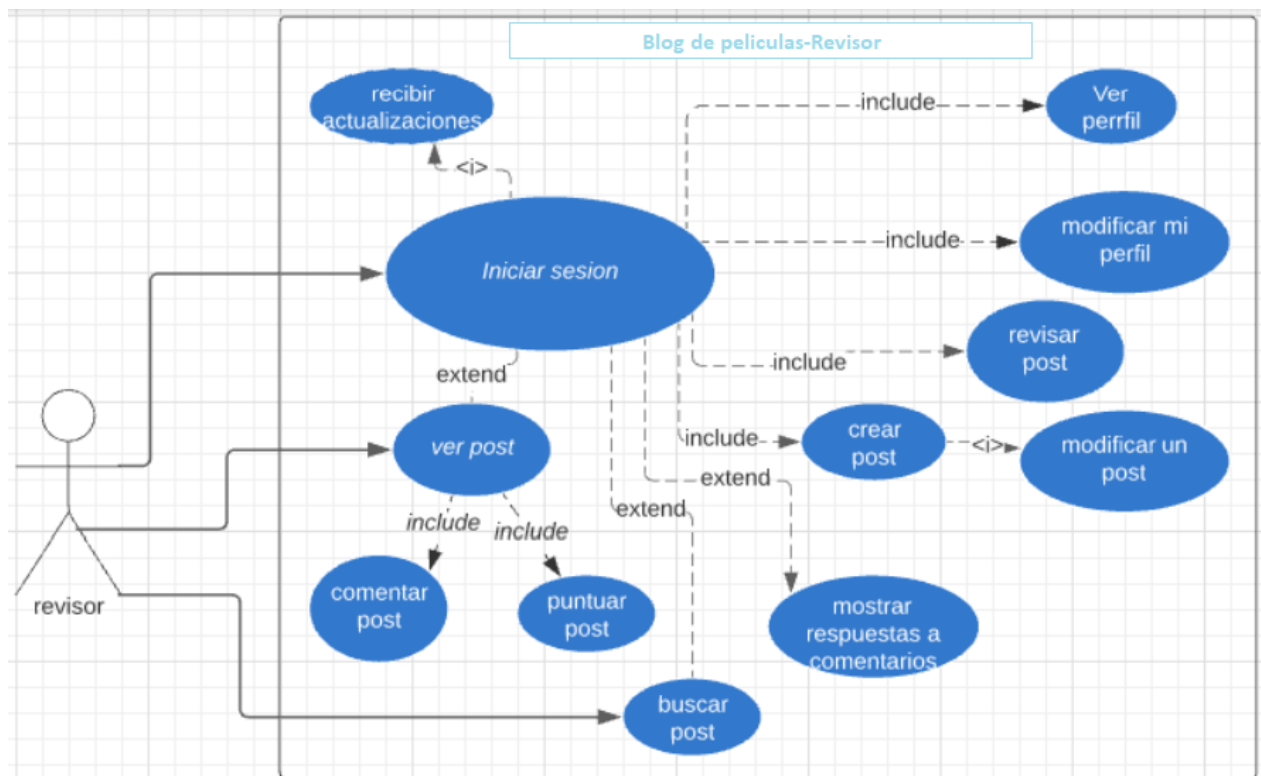 Blog de peliculas-Revisor
recibir
actualizaciones
include
Ver
perrfil
<i>
modificar mi
perfil
include
Iniciar sesion
revisar
post
include
extend
ver post
include
crear
post
<i>
modificar un
post
extend
extend
include
include
comentar
post
puntuar
post
mostrar
respuestas a
comentarios
revisor
buscar
post